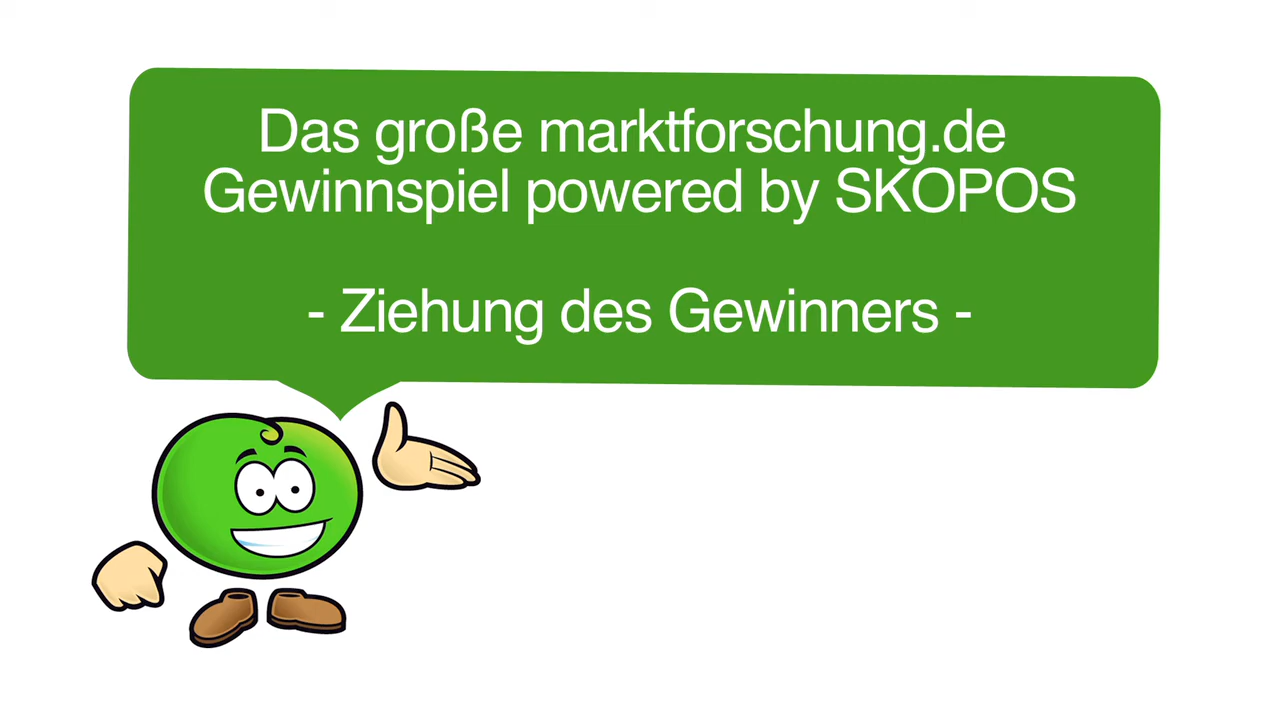 Das große marktforschung.de
Gewinnspiel powered by SKOPOS
- Ziehung des Gewinners -